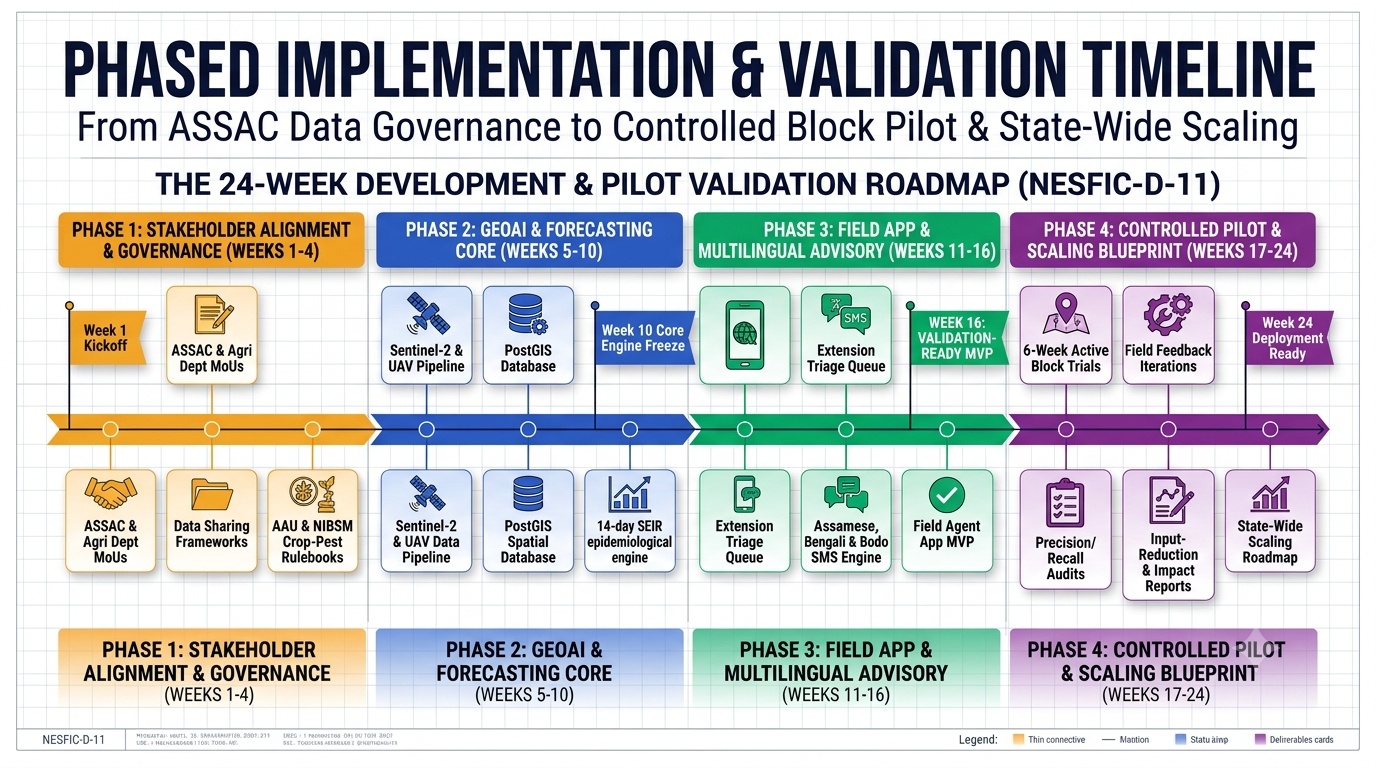 PHASED IMPLEMENTATION & VALIDATION TIMELINE
From ASSAC Data Governance to Controlled Block Pilot & State-Wide Scaling
THE 24-WEEK DEVELOPMENT & PILOT VALIDATION ROADMAP (NESFIC-D-11)
PHASE 1: STAKEHOLDER ALIGNMENT
& GOVERNANCE (WEEKS 1-4)
PHASE 2: GEOAI & FORECASTING
CORE (WEEKS 5-10)
PHASE 3: FIELD APP &
MULTILINGUAL ADVISORY (WEEKS 11-16)
PHASE 4: CONTROLLED PILOT &
SCALING BLUEPRINT (WEEKS 17-24)
Week 1
Kickoff
ASSAC & Agri
Dept MoUs
Sentinel-2 &
UAV Pipeline
PostGIS
Database
Week 10 Core
Engine Freeze
SMS
Extension
Triage Queue
WEEK 16:
VALIDATION-
READY MVP
6-Week Active
Block Trials
Field Feedback
Iterations
Week 24
Deployment
Ready
ASSAC &
Agri Dept
MoUs
Data Sharing
Frameworks
AAU & NIBSM
Crop-Pest
Rulebooks
Sentinel-2
& UAV Data
Pipeline
PostGIS
Spatial
Database
14-day SEIR
epidemiological
engine
Extension
Triage
Queue
Assamese,
Bengali & Bodo
SMS Engine
Field Agent
App MVP
Precision/
Recall
Audits
Input-
Reduction
& Impact
Reports
State-Wide
Scaling
Roadmap
PHASE 1: STAKEHOLDER
ALIGNMENT & GOVERNANCE
(WEEKS 1-4)
PHASE 2: GEOAI &
FORECASTING CORE
(WEEKS 5-10)
PHASE 3: FIELD APP &
MULTILINGUAL ADVISORY
(WEEKS 11-16)
PHASE 4: CONTROLLED PILOT
& SCALING BLUEPRINT
(WEEKS 17-24)
NESFIC-D-11
Legend:
Thin connective
Deliverables cards